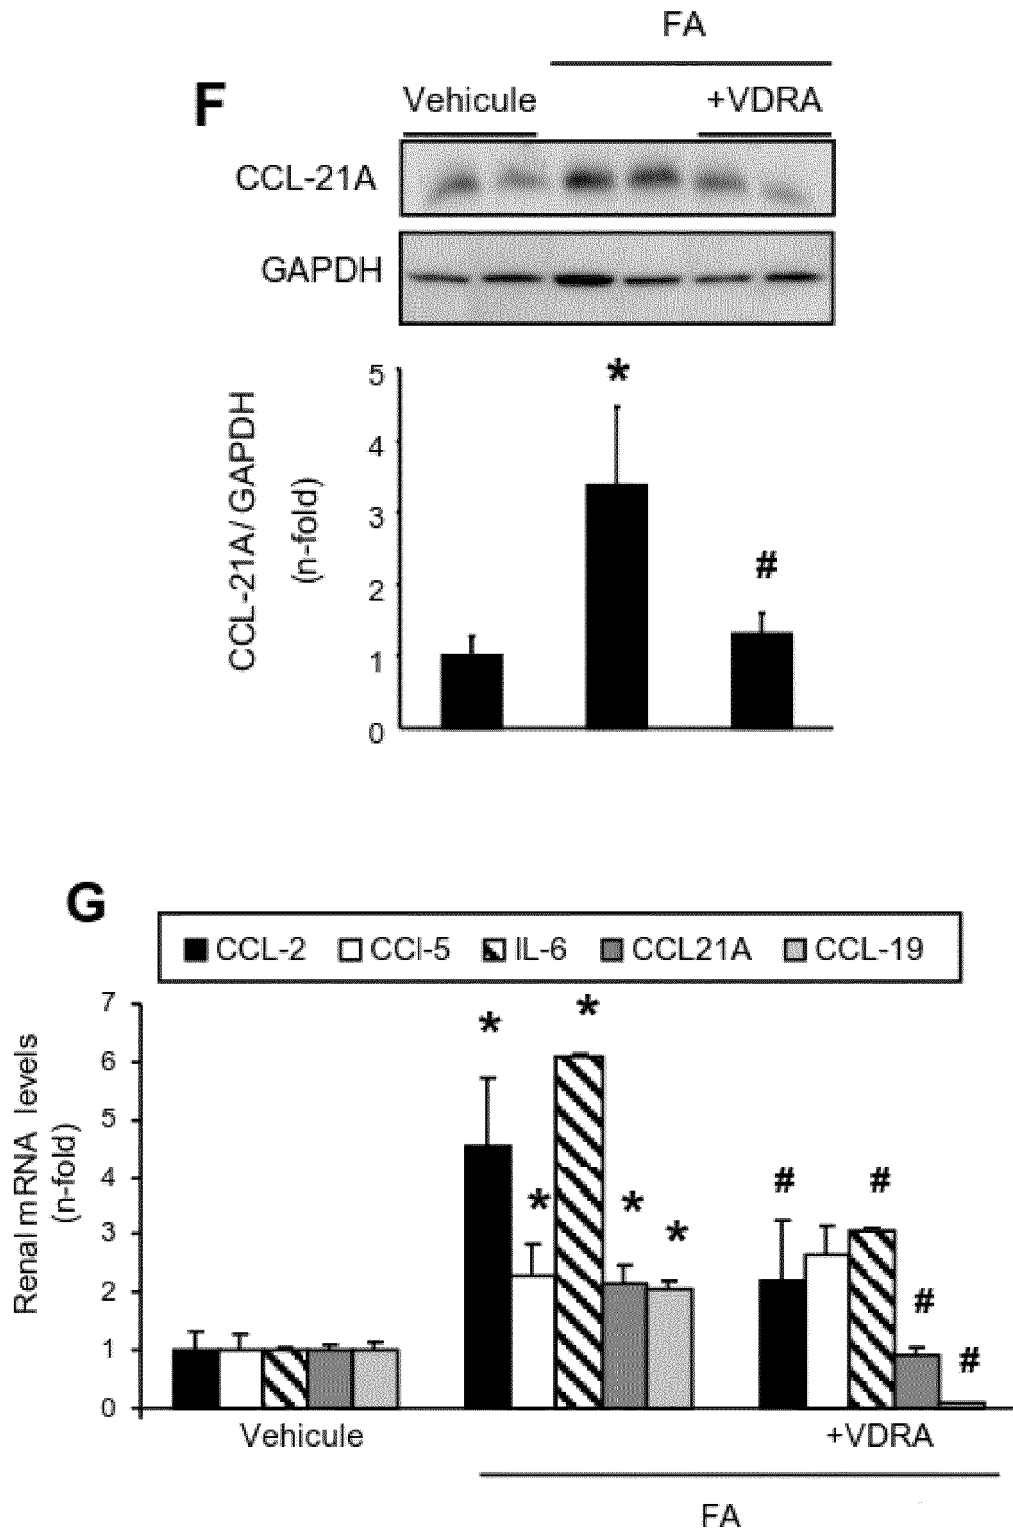 FA
F
Vehicule +VDRA
CCL-21A
GAPDH
CCL-21A/GAPDH
(n-fold)
5
4
3
2
1
0
*
#
G
CCL-2 CCl-5 IL-6 CCL21A CCL-19
Renal mRNA levels
(n-fold)
7
6
5
4
3
2
1
0
* * * * *
# # # #
Vehicule +VDRA
FA